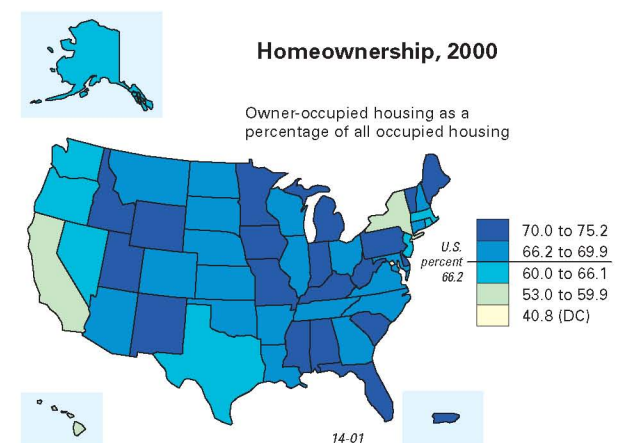 Homeownership, 2000
Owner-occupied housing as a
percentage of all occupied housing
U.S.
percent
66.2
70.0 to 75.2
66.2 to 69.9
60.0 to 66.1
53.0 to 59.9
40.8 (DC)
14-01